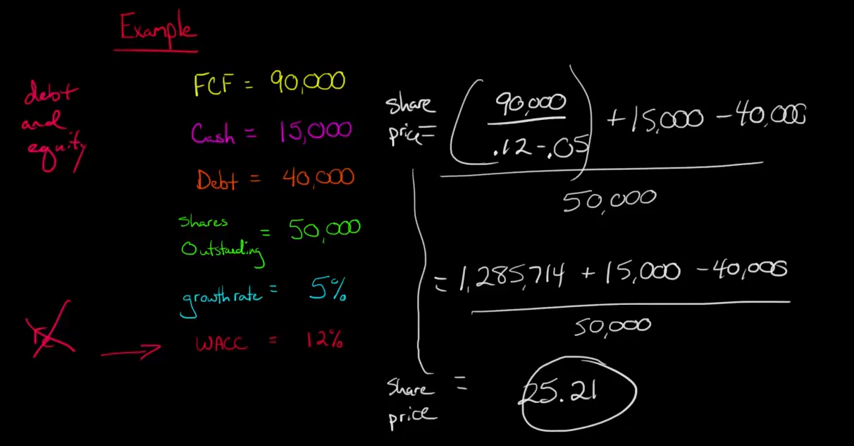 Example
debt
and
equity
FCF = 90,000
Cash = 15,000
Debt = 40,000
Shares
Outstanding = 50,000
growth rate = 5%
WACC = 12%
share
price =
(90,000 / .12 - .05) + 15,000 - 40,000
50,000
= 1,285,714 + 15,000 - 40,000
50,000
share
price = 25.21